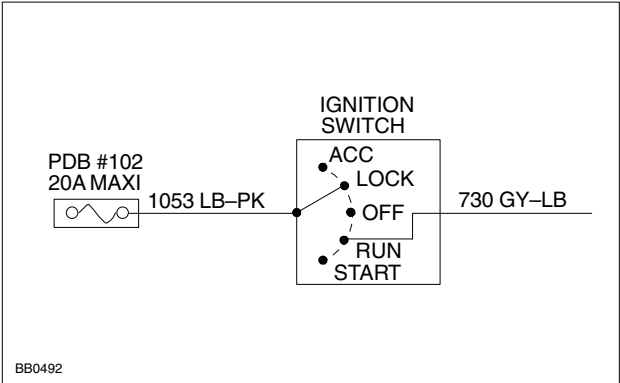 IGNITION
SWITCH
PDB #102
20A MAXI
1053 LB–PK
ACC
LOCK
OFF
RUN
START
730 GY–LB
BB0492